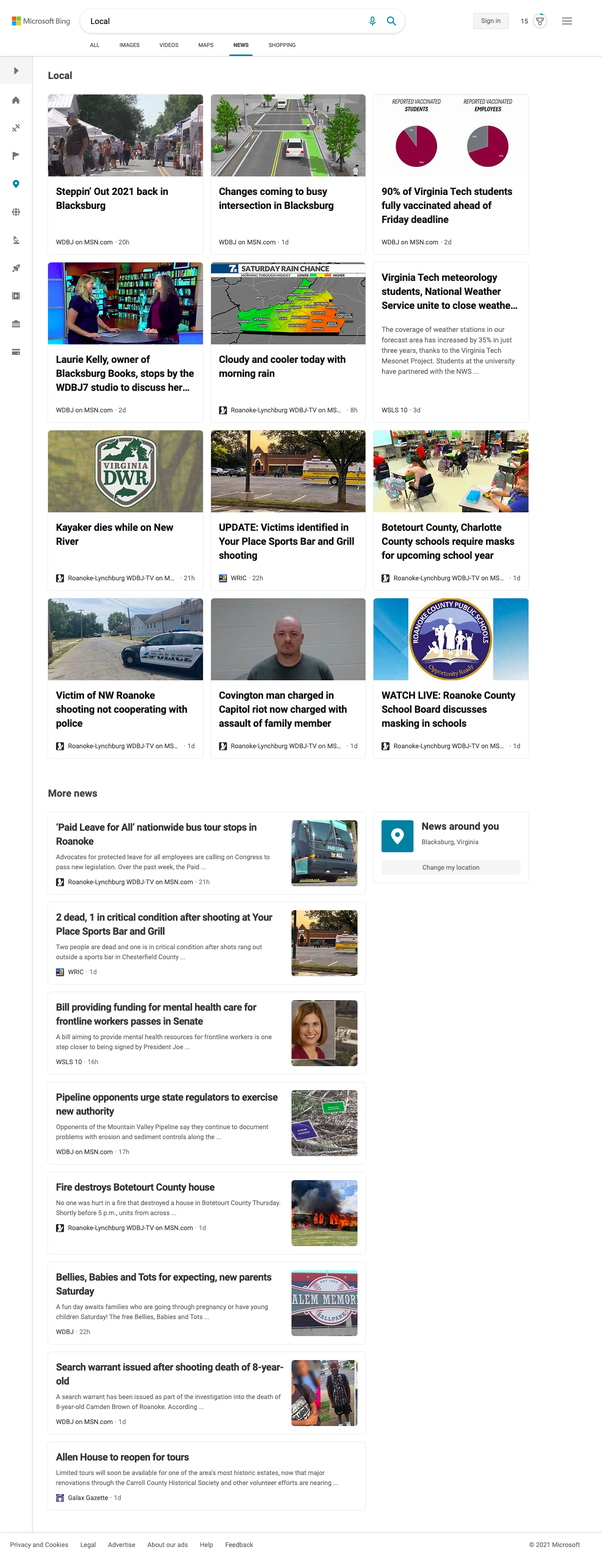 Microsoft Bing
Local
Sign in
15
ALL IMAGES VIDEOS MAPS NEWS SHOPPING
Local
Steppin' Out 2021 back in
Blacksburg
WDBJ on MSN.com · 20h
Changes coming to busy
intersection in Blacksburg
WDBJ on MSN.com · 1d
REPORTED VACCINATED
STUDENTS
REPORTED VACCINATED
EMPLOYEES
90% of Virginia Tech students
fully vaccinated ahead of
Friday deadline
WDBJ on MSN.com · 2d
Laurie Kelly, owner of
Blacksburg Books, stops by the
WDBJ7 studio to discuss her...
WDBJ on MSN.com · 2d
7 SATURDAY RAIN CHANCE
MORNING THROUGH MIDDAY
LOWER
HIGHER
Cloudy and cooler today with
morning rain
Roanoke-Lynchburg WDBJ-TV on MS... · 8h
Virginia Tech meteorology
students, National Weather
Service unite to close weathe...
The coverage of weather stations in our
forecast area has increased by 35% in just
three years, thanks to the Virginia Tech
Mesonet Project. Students at the university
have partnered with the NWS ...
WSLS 10 · 3d
VIRGINIA
DWR
Kayaker dies while on New
River
Roanoke-Lynchburg WDBJ-TV on M... · 21h
UPDATE: Victims identified in
Your Place Sports Bar and Grill
shooting
WRIC · 22h
Botetourt County, Charlotte
County schools require masks
for upcoming school year
Roanoke-Lynchburg WDBJ-TV on MS... · 1d
POLICE
Victim of NW Roanoke
shooting not cooperating with
police
Roanoke-Lynchburg WDBJ-TV on MS... · 1d
Covington man charged in
Capitol riot now charged with
assault of family member
Roanoke-Lynchburg WDBJ-TV on MS... · 1d
ROANOKE COUNTY PUBLIC SCHOOLS
Opportunity Ready
WATCH LIVE: Roanoke County
School Board discusses
masking in schools
Roanoke-Lynchburg WDBJ-TV on MS... · 1d
More news
'Paid Leave for All' nationwide bus tour stops in
Roanoke
Advocates for protected leave for all employees are calling on Congress to
pass new legislation. Over the past week, the Paid ...
Roanoke-Lynchburg WDBJ-TV on MSN.com · 21h
PAID LEAVE
for ALL
News around you
Blacksburg, Virginia
Change my location
2 dead, 1 in critical condition after shooting at Your
Place Sports Bar and Grill
Two people are dead and one is in critical condition after shots rang out
outside a sports bar in Chesterfield County ...
WRIC · 1d
Bill providing funding for mental health care for
frontline workers passes in Senate
A bill aiming to provide mental health resources for frontline workers is one
step closer to being signed by President Joe ...
WSLS 10 · 16h
Pipeline opponents urge state regulators to exercise
new authority
Opponents of the Mountain Valley Pipeline say they continue to document
problems with erosion and sediment controls along the ...
WDBJ on MSN.com · 17h
Fire destroys Botetourt County house
No one was hurt in a fire that destroyed a house in Botetourt County Thursday.
Shortly before 5 p.m., units from across ...
Roanoke-Lynchburg WDBJ-TV on MSN.com · 1d
Bellies, Babies and Tots for expecting, new parents
Saturday
A fun day awaits families who are going through pregnancy or have young
children Saturday! The free Bellies, Babies and Tots ...
WDBJ · 22h
ALEM MEMOR
BALLPARK
Search warrant issued after shooting death of 8-year-
old
A search warrant has been issued as part of the investigation into the death of
8-year-old Camden Brown of Roanoke. According ...
WDBJ on MSN.com · 1d
Allen House to reopen for tours
Limited tours will soon be available for one of the area's most historic estates, now that major
renovations through the Carroll County Historical Society and other volunteer efforts are nearing ...
Galax Gazette · 1d
Privacy and Cookies Legal Advertise About our ads Help Feedback © 2021 Microsoft